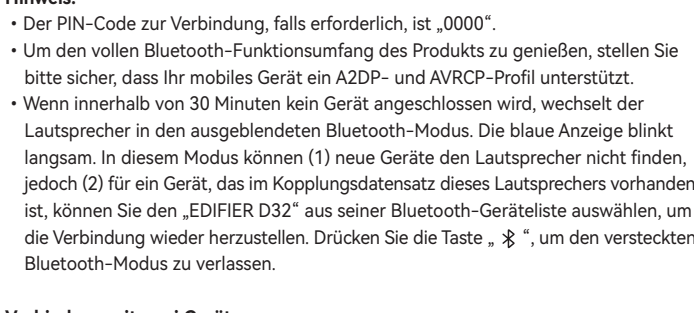 Hinweis:
• Der PIN-Code zur Verbindung, falls erforderlich, ist „0000“.
• Um den vollen Bluetooth-Funktionsumfang des Produkts zu genießen, stellen Sie
bitte sicher, dass Ihr mobiles Gerät ein A2DP- und AVRCP-Profil unterstützt.
• Wenn innerhalb von 30 Minuten kein Gerät angeschlossen wird, wechselt der
Lautsprecher in den ausgeblendeten Bluetooth-Modus. Die blaue Anzeige blinkt
langsam. In diesem Modus können (1) neue Geräte den Lautsprecher nicht finden,
jedoch (2) für ein Gerät, das im Kopplungsdatensatz dieses Lautsprechers vorhanden
ist, können Sie den „EDIFIER D32“ aus seiner Bluetooth-Geräteliste auswählen, um
die Verbindung wieder herzustellen. Drücken Sie die Taste „ “, um den versteckten
Bluetooth-Modus zu verlassen.